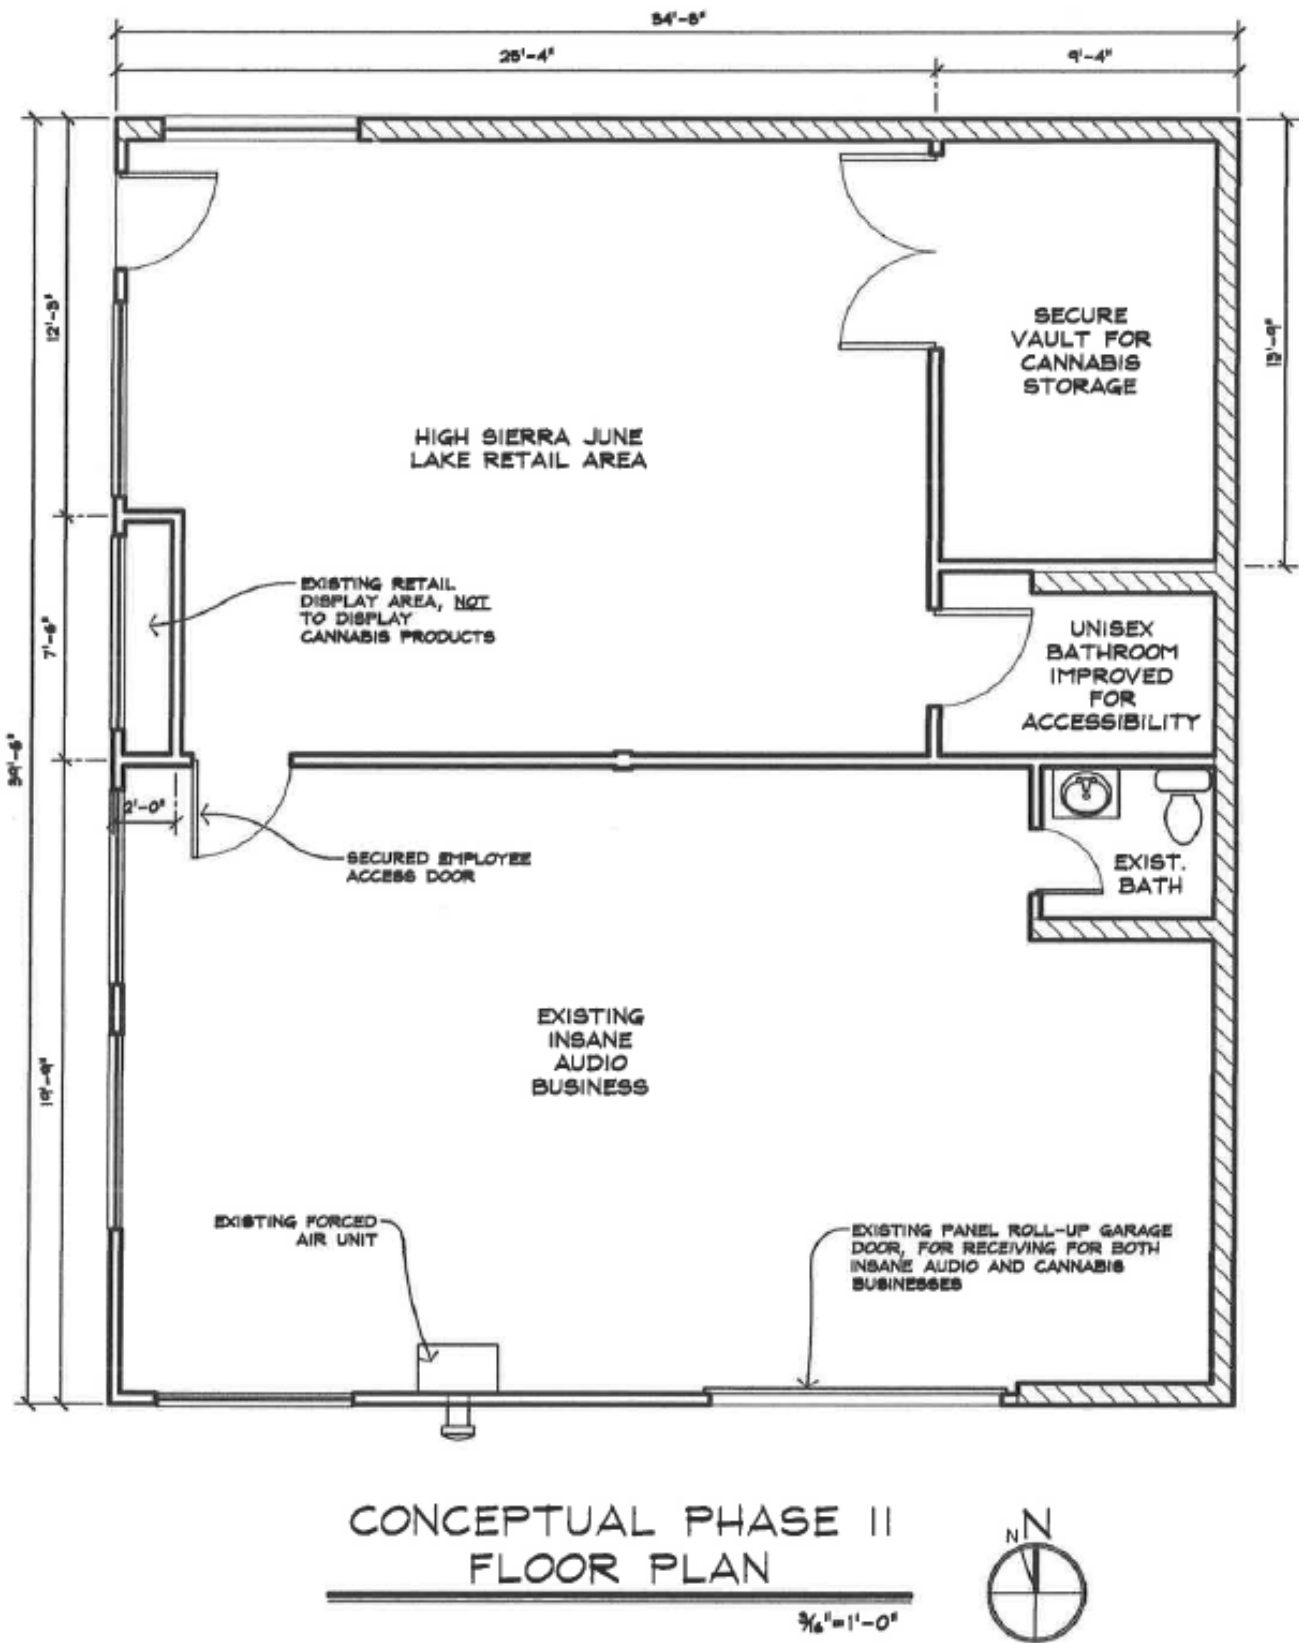 34'-8"
25'-4"
9'-4"
12'-3"
13'-9"
SECURE
VAULT FOR
CANNABIS
STORAGE
HIGH SIERRA JUNE
LAKE RETAIL AREA
EXISTING RETAIL
DISPLAY AREA, NOT
TO DISPLAY
CANNABIS PRODUCTS
7'-6"
UNISEX
BATHROOM
IMPROVED
FOR
ACCESSIBILITY
39'-6"
2'-0"
SECURED EMPLOYEE
ACCESS DOOR
EXIST.
BATH
EXISTING
INSANE
AUDIO
BUSINESS
19'-9"
EXISTING FORCED
AIR UNIT
EXISTING PANEL ROLL-UP GARAGE
DOOR, FOR RECEIVING FOR BOTH
INSANE AUDIO AND CANNABIS
BUSINESSES
CONCEPTUAL PHASE II
FLOOR PLAN
3/16"=1'-0"
N N